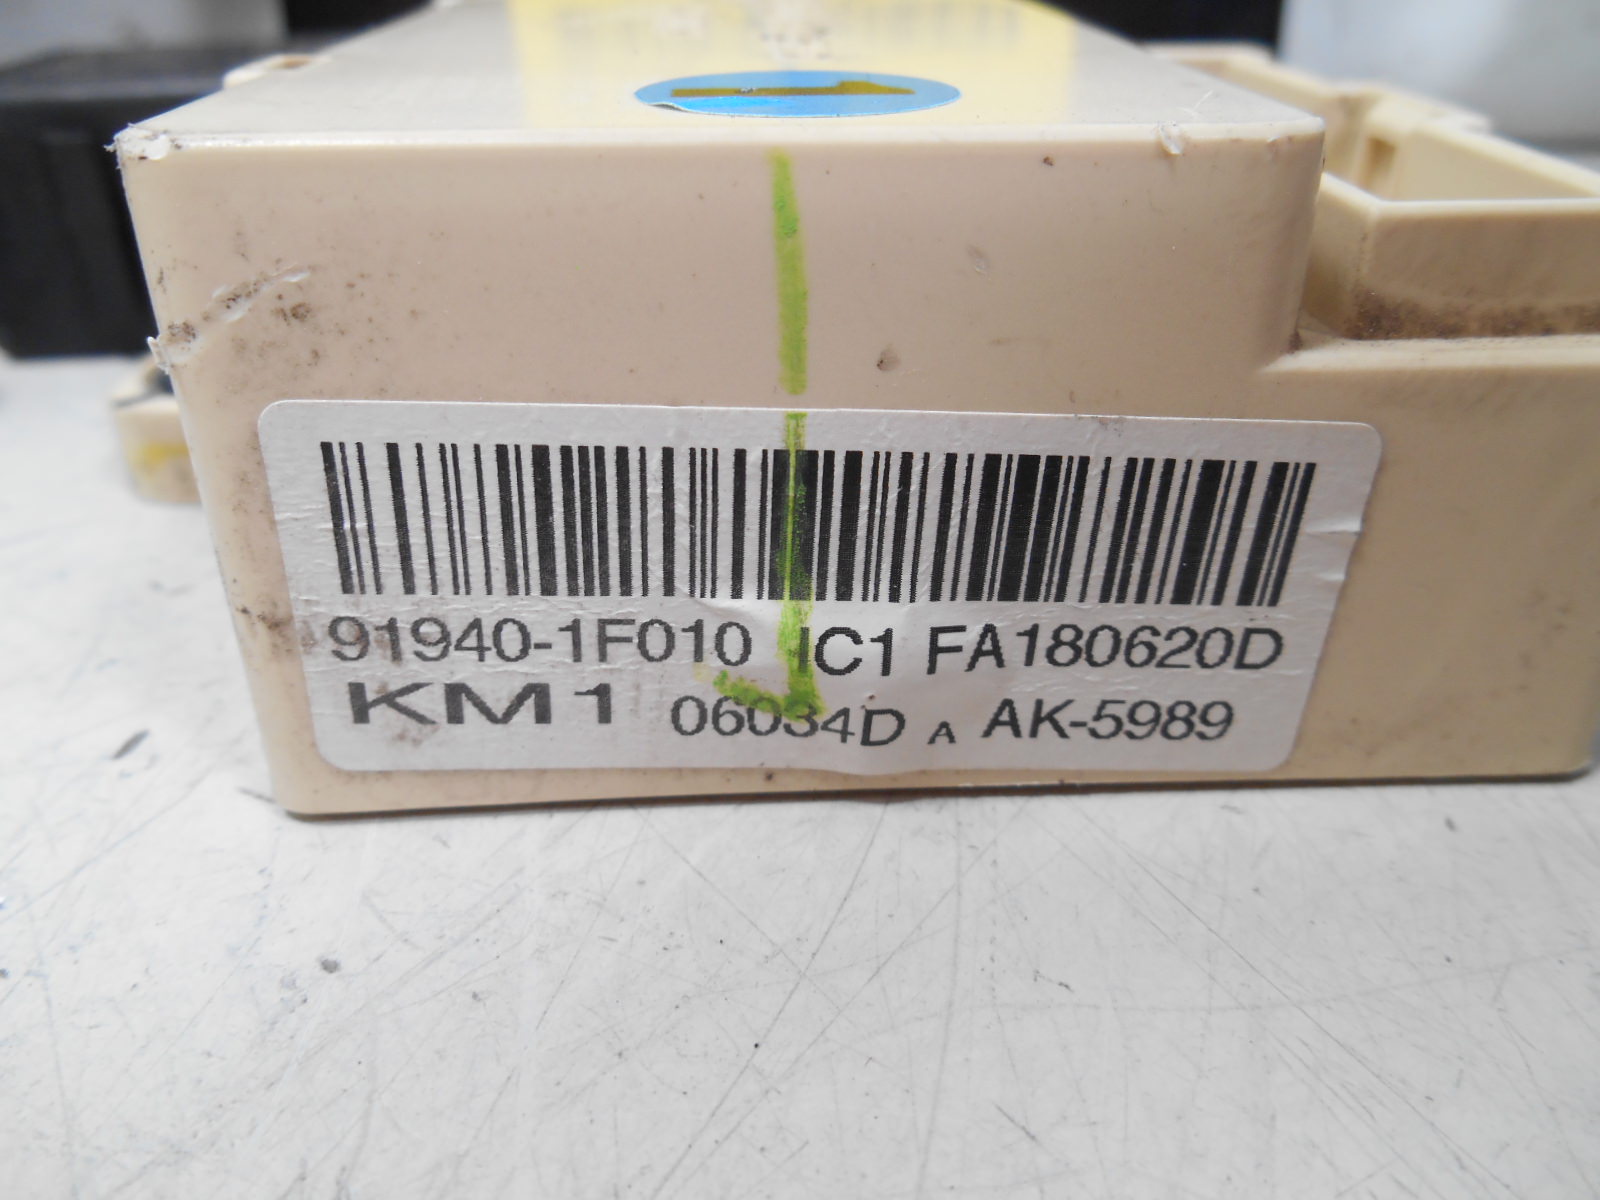 91940-1F010 IC1 FA180620D
KM1 06034D A AK-5989